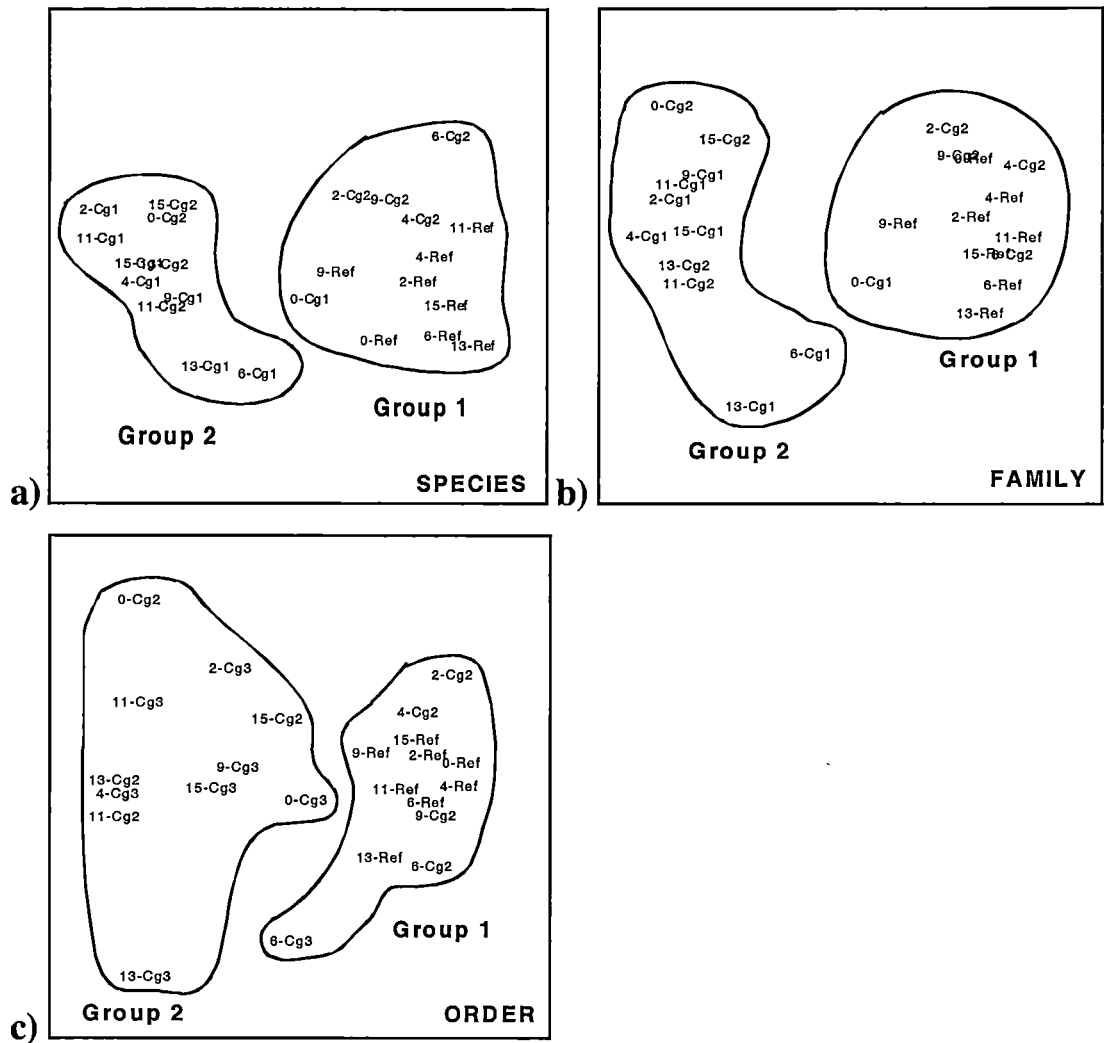 6-Cg2
2-Cg2
9-Cg2
4-Cg2
11-Ref
4-Ref
9-Ref
2-Ref
0-Cg1
15-Ref
0-Ref
6-Ref
13-Ref
Group 1
2-Cg1
15-Cg2
0-Cg2
11-Cg1
15-Cg1
13-Cg2
4-Cg1
9-Cg1
11-Cg2
13-Cg1
6-Cg1
Group 2
SPECIES
a)
0-Cg2
15-Cg2
9-Cg1
11-Cg1
2-Cg1
4-Cg1
15-Cg1
13-Cg2
11-Cg2
6-Cg1
13-Cg1
Group 2
2-Cg2
9-Cg2
4-Cg2
4-Ref
9-Ref
2-Ref
11-Ref
15-Ref
6-Cg2
0-Cg1
6-Ref
13-Ref
Group 1
FAMILY
b)
0-Cg2
2-Cg3
11-Cg3
15-Cg2
9-Cg3
13-Cg2
15-Cg3
4-Cg3
0-Cg3
11-Cg2
13-Cg3
Group 2
2-Cg2
4-Cg2
15-Ref
9-Ref
2-Ref
0-Ref
11-Ref
4-Ref
6-Ref
9-Cg2
13-Ref
6-Cg2
6-Cg3
Group 1
ORDER
c)